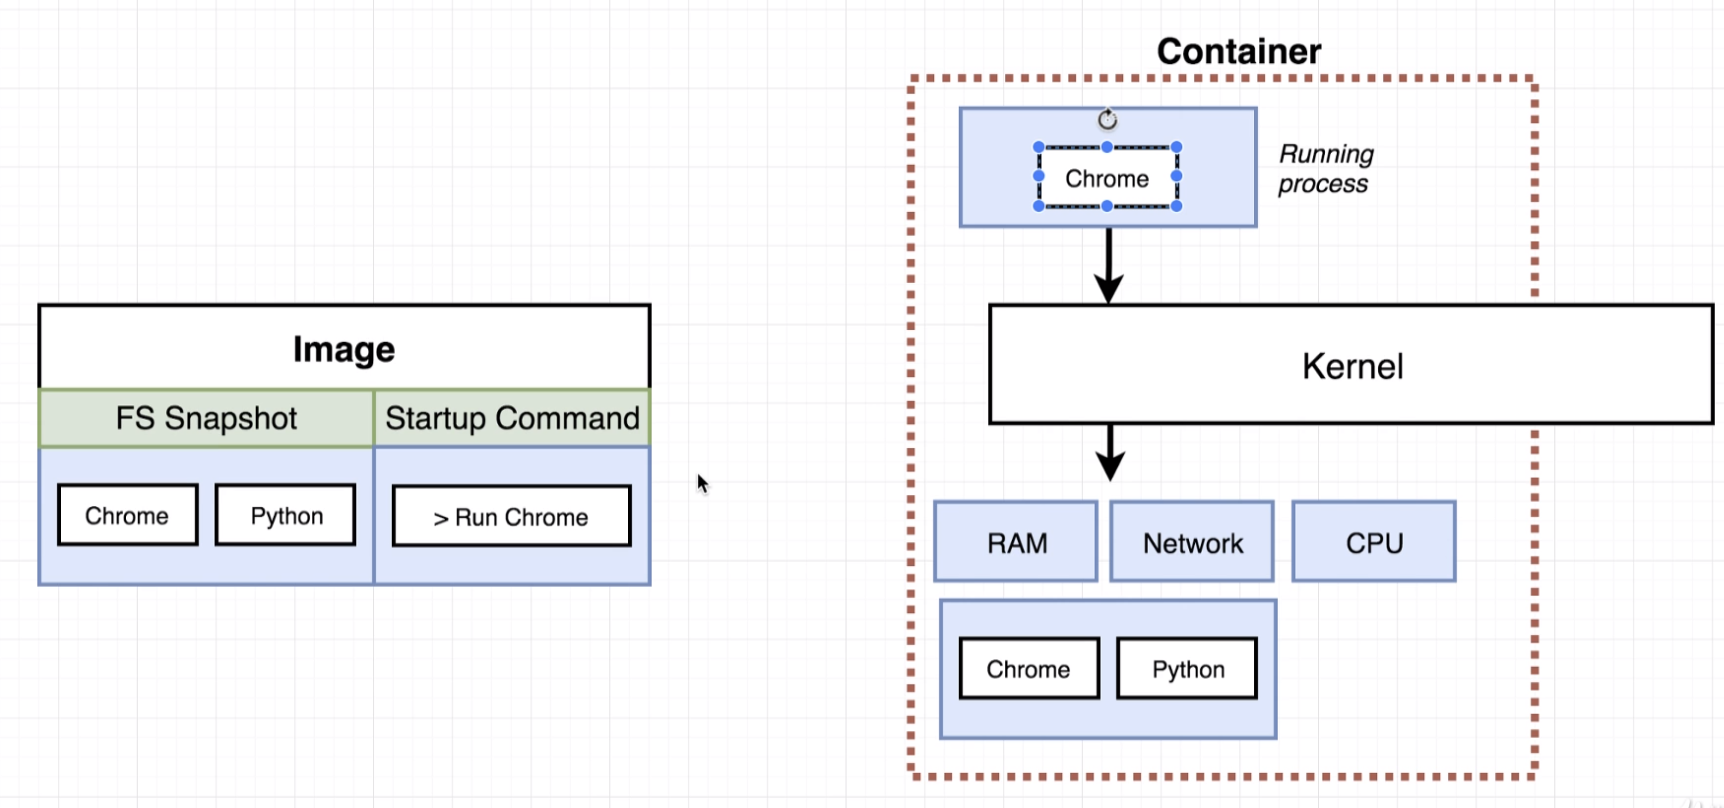 Container
Chrome
Running
process
Image
Kernel
FS Snapshot
Startup Command
Chrome
Python
> Run Chrome
RAM
Network
CPU
Chrome
Python